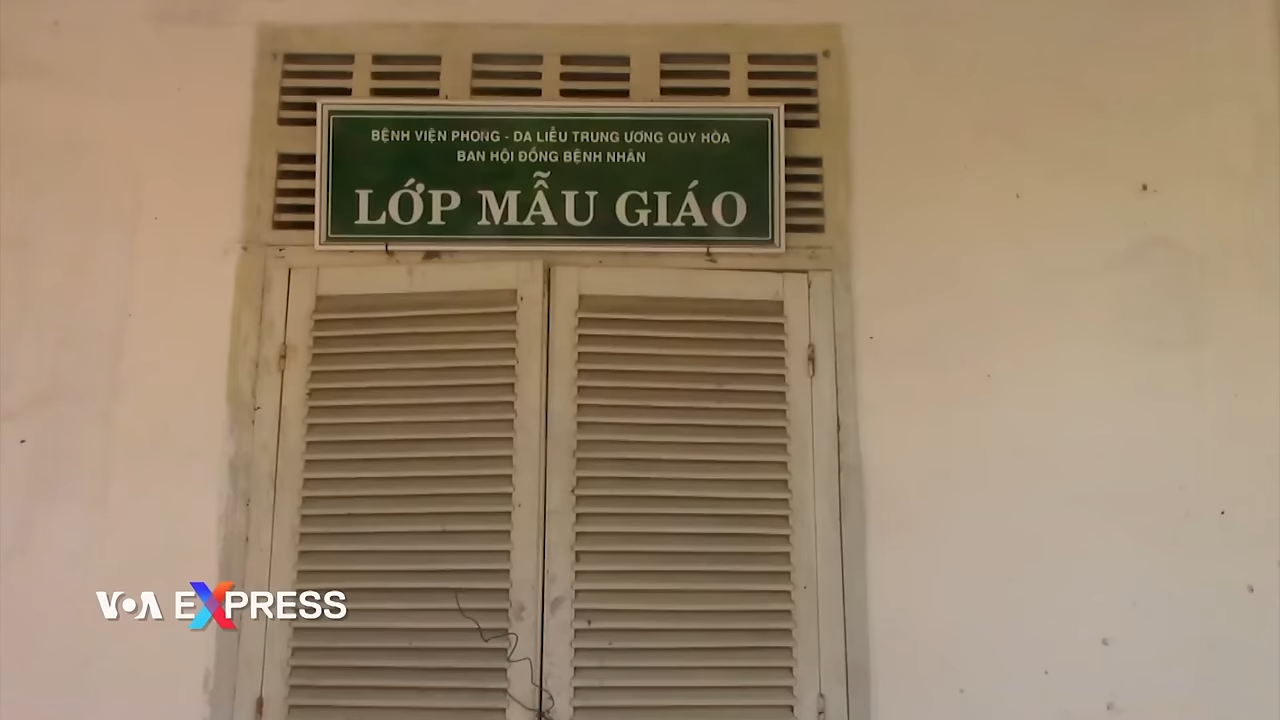 BỆNH VIỆN PHONG - DA LIỄU TRUNG ƯƠNG QUY HÒA
BAN HỘI ĐỒNG BỆNH NHÂN
LỚP MẪU GIÁO
VOA EXPRESS